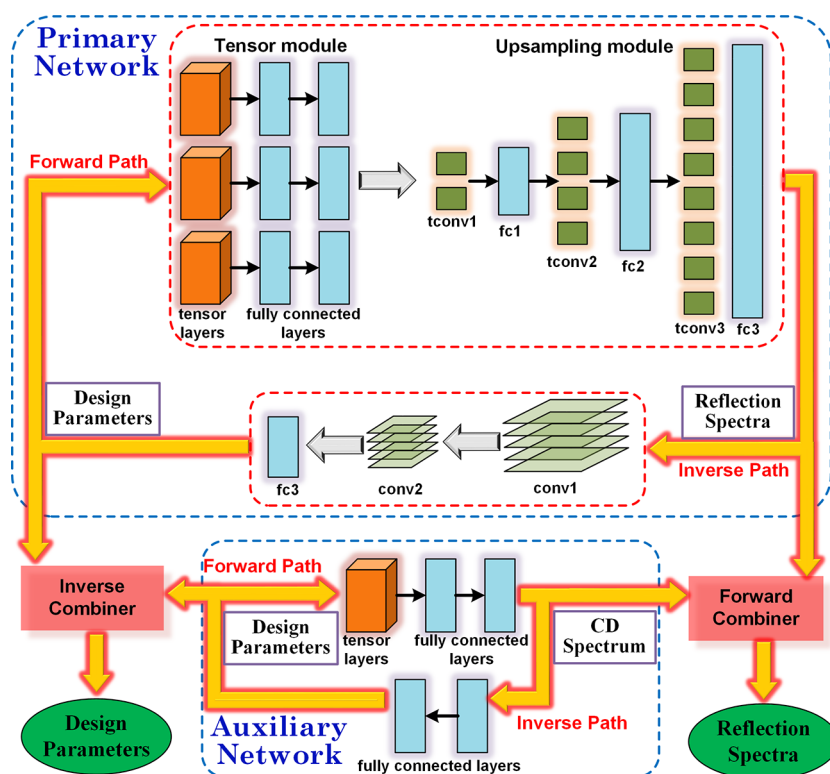 Primary
Network
Tensor module
Upsampling module
Forward Path
tconv1
fc1
tconv2
fc2
tconv3
fc3
tensor
layers
fully connected
layers
Design
Parameters
Reflection
Spectra
Inverse Path
fc3
conv2
conv1
Inverse
Combiner
Forward Path
Design
Parameters
tensor
layers
fully connected
layers
CD
Spectrum
Forward
Combiner
Inverse Path
Auxiliary
Network
fully connected layers
Design
Parameters
Reflection
Spectra